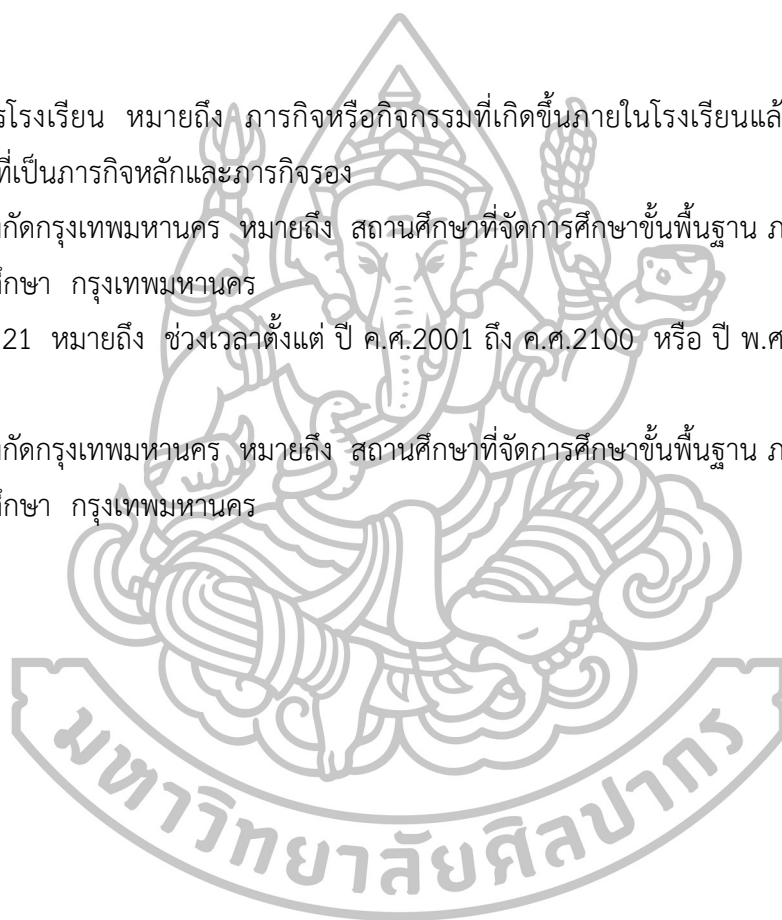 รโรงเรียน หมายถึง ภารกิจหรือกิจกรรมที่เกิดขึ้นภายในโรงเรียนแล้
ที่เป็นภารกิจหลักและภารกิจรอง
กัดกรุงเทพมหานคร หมายถึง สถานศึกษาที่จัดการศึกษาขั้นพื้นฐาน ภ
ศึกษา กรุงเทพมหานคร
21 หมายถึง ช่วงเวลาตั้งแต่ ปี ค.ศ.2001 ถึง ค.ศ.2100 หรือ ปี พ.ศ
กัดกรุงเทพมหานคร หมายถึง สถานศึกษาที่จัดการศึกษาขั้นพื้นฐาน ภ
ศึกษา กรุงเทพมหานคร
มหาวิทยาลัยศิลปากร